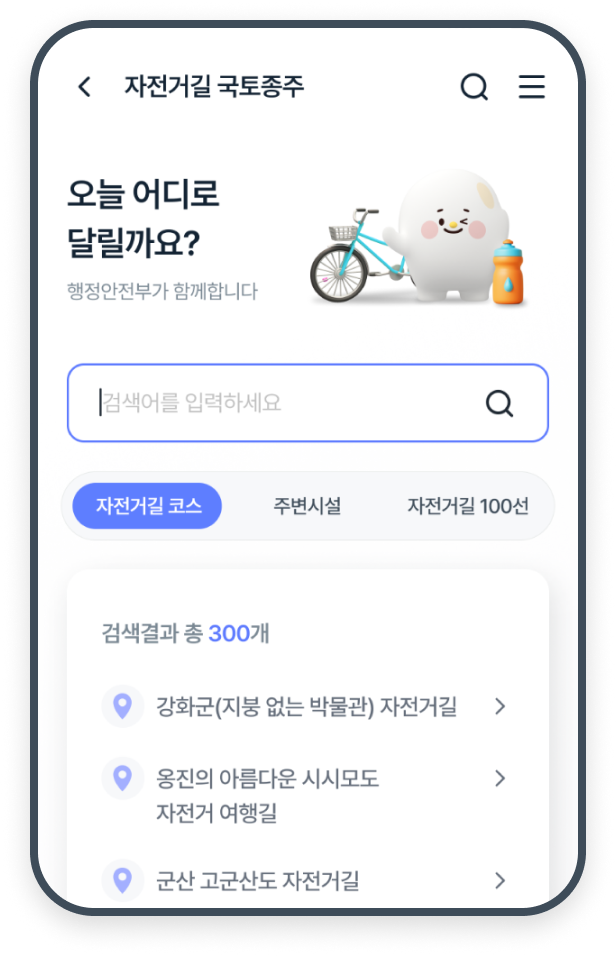 자전거길 국토종주
오늘 어디로
달릴까요?
행정안전부가 함께합니다
검색어를 입력하세요
자전거길 코스 주변시설 자전거길 100선
검색결과 총 300개
강화군(지붕 없는 박물관) 자전거길
옹진의 아름다운 시시모도
자전거 여행길
군산 고군산도 자전거길